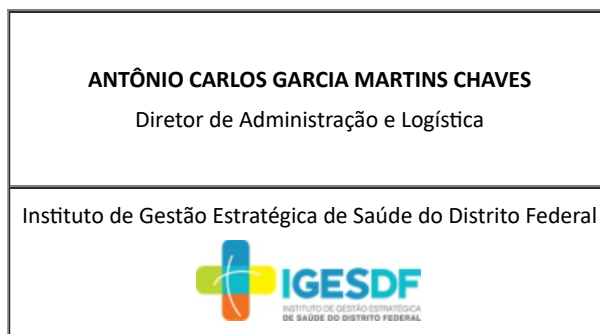 ANTÔNIO CARLOS GARCIA MARTINS CHAVES
Diretor de Administração e Logística
Instituto de Gestão Estratégica de Saúde do Distrito Federal
IGESDF
INSTITUTO DE GESTÃO ESTRATÉGICA
DE SAÚDE DO DISTRITO FEDERAL